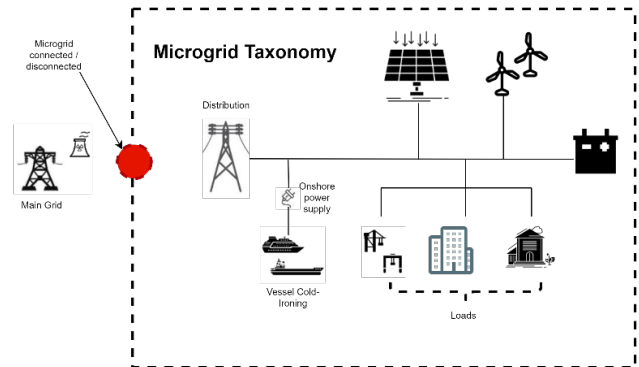 Microgrid
connected /
disconnected
Microgrid Taxonomy
Distribution
Main Grid
Onshore
power
supply
Vessel Cold-
Ironing
Loads